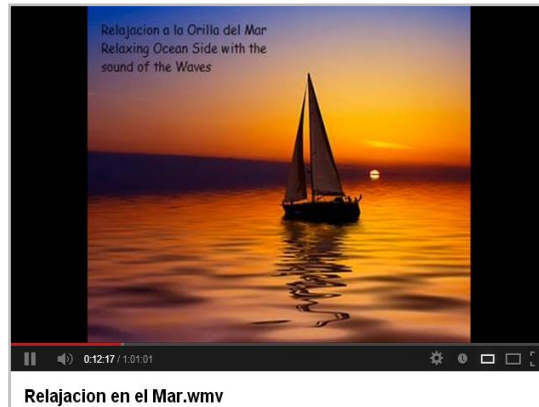 Relajacion a la Orilla del Mar
Relaxing Ocean Side with the
sound of the Waves
0:12:17 / 1:01:01
Relajacion en el Mar.wmv